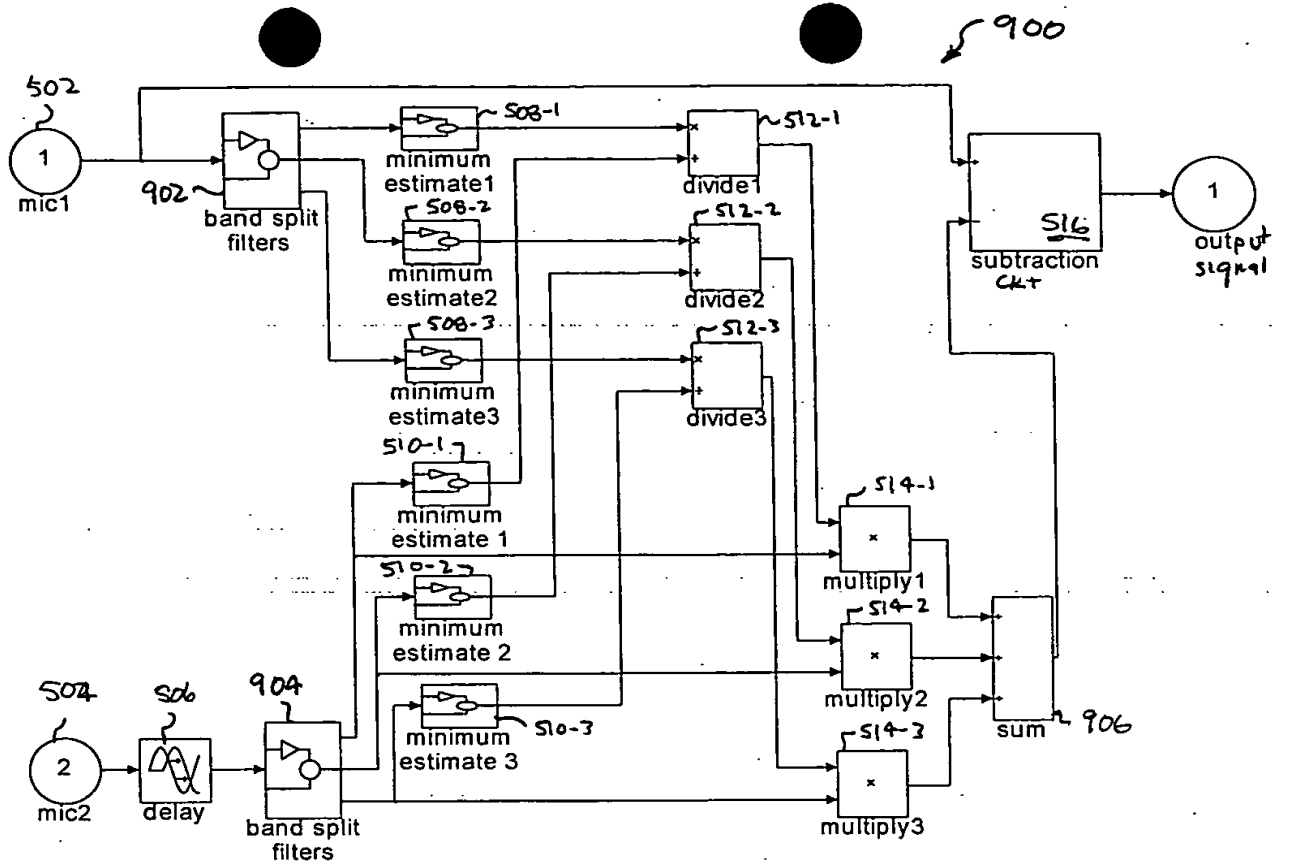 900
502
1
mic1
902
band split
filters
508-1
minimum
estimate1
508-2
minimum
estimate2
508-3
minimum
estimate3
512-1
×
÷
divide1
512-2
×
÷
divide2
512-3
×
÷
divide3
+
−
516
subtraction
ckt
1
output
signal
510-1
minimum
estimate 1
510-2
minimum
estimate 2
510-3
minimum
estimate 3
514-1
×
multiply1
514-2
×
multiply2
514-3
×
multiply3
+
+
+
sum
906
504
2
mic2
506
delay
904
band split
filters